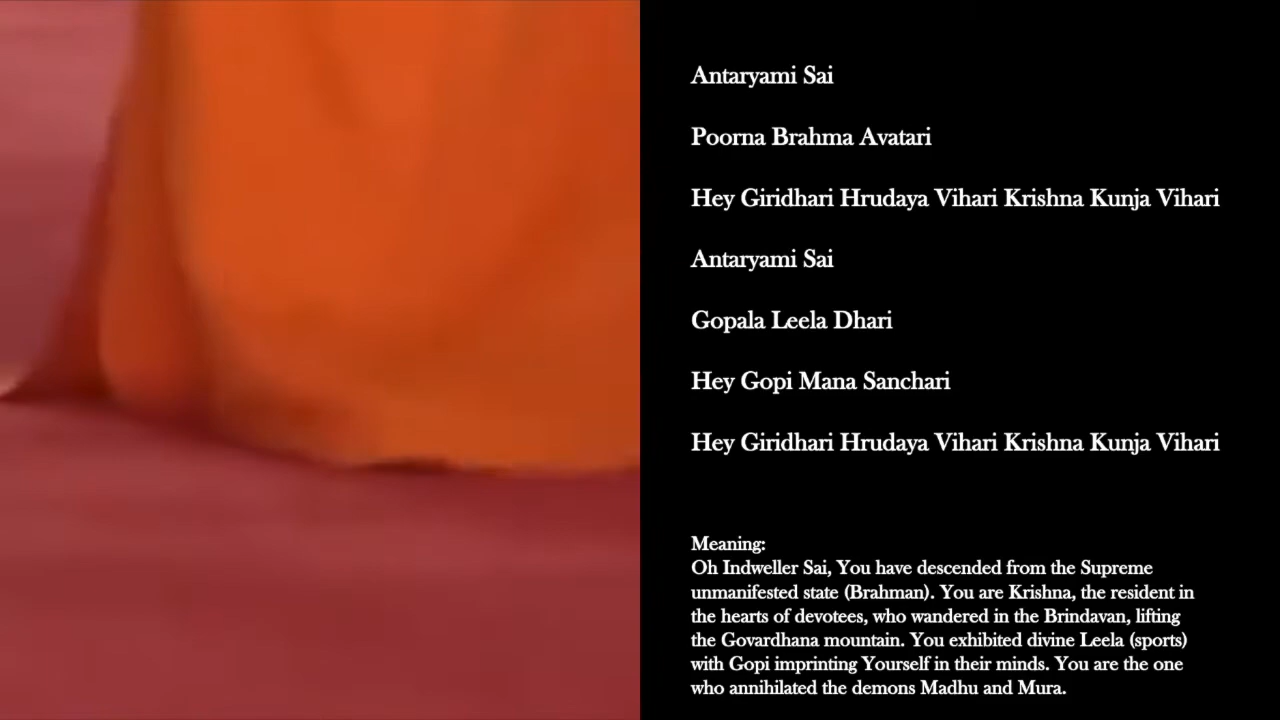 Antaryami Sai
Poorna Brahma Avatari
Hey Giridhari Hrudaya Vihari Krishna Kunja Vihari
Antaryami Sai
Gopala Leela Dhari
Hey Gopi Mana Sanchari
Hey Giridhari Hrudaya Vihari Krishna Kunja Vihari
Meaning:
Oh Indweller Sai, You have descended from the Supreme
unmanifested state (Brahman). You are Krishna, the resident in
the hearts of devotees, who wandered in the Brindavan, lifting
the Govardhana mountain. You exhibited divine Leela (sports)
with Gopi imprinting Yourself in their minds. You are the one
who annihilated the demons Madhu and Mura.